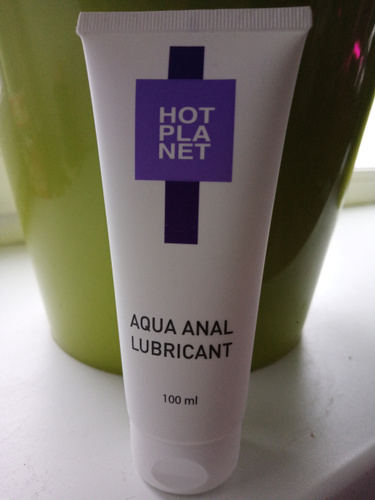 HOT
PLA
NET
AQUA ANAL
LUBRICANT
100 ml